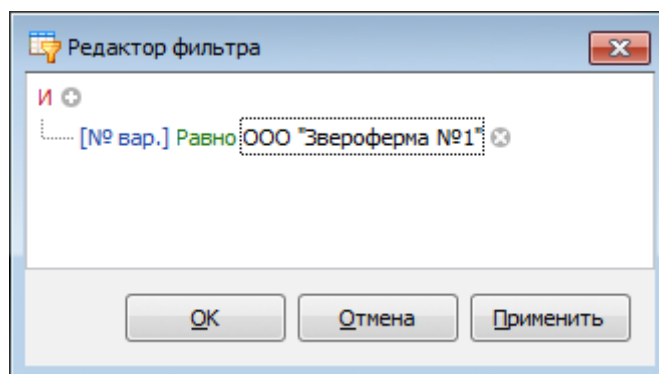 Редактор фильтра
И
[№ вар.] Равно ООО "Звероферма №1"
ОК Отмена Применить